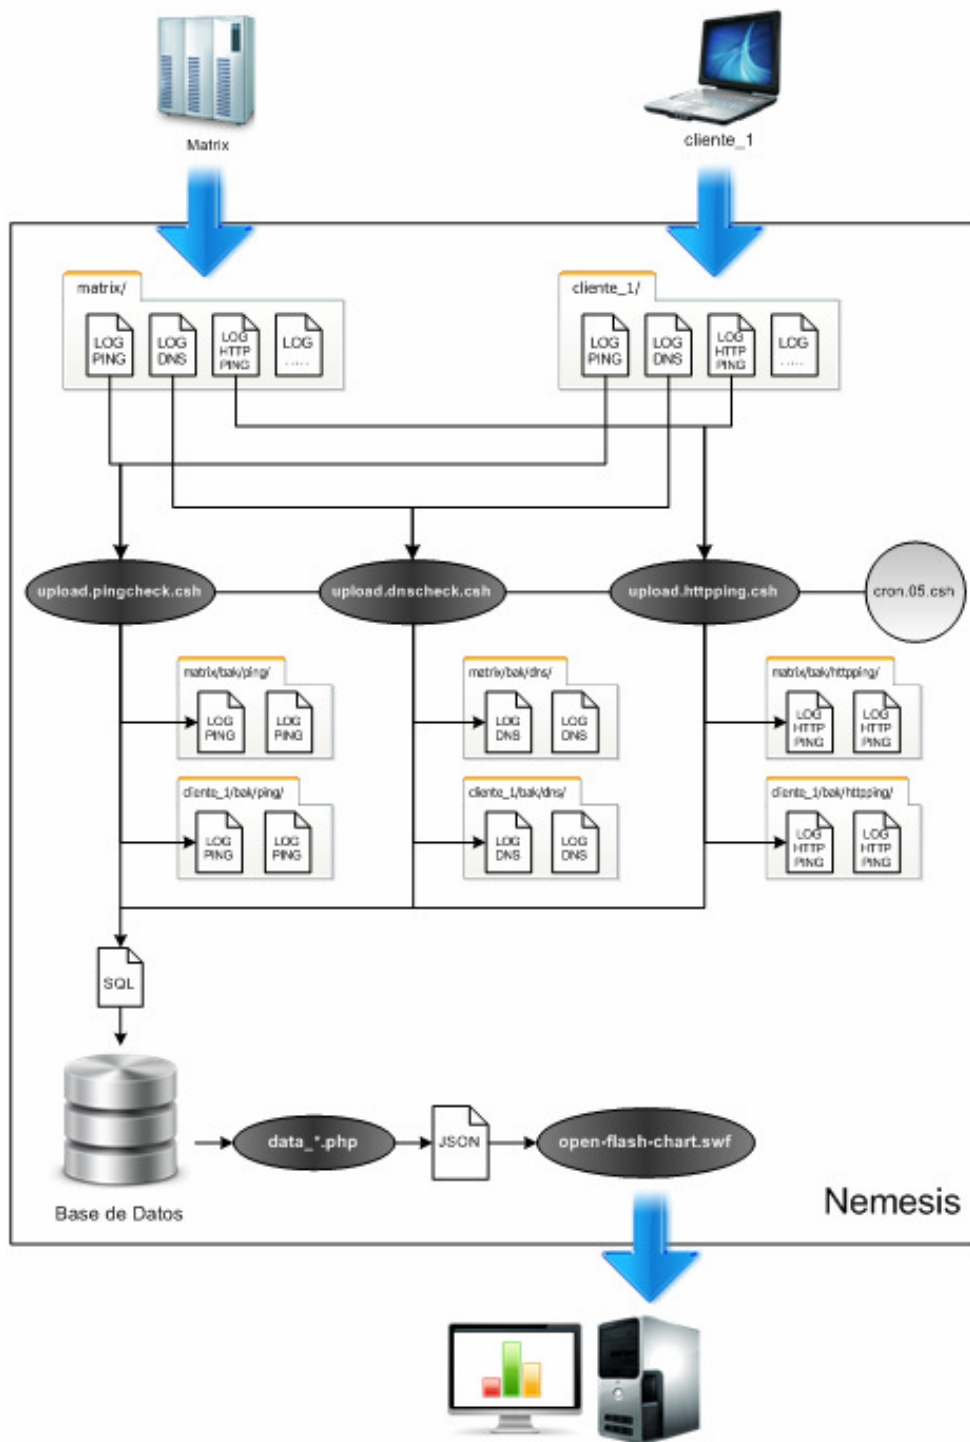 Matrix
cliente_1
matrix/
cliente_1/
LOG
PING
LOG
DNS
LOG
HTTP
PING
LOG
.....
LOG
PING
LOG
DNS
LOG
HTTP
PING
LOG
.....
upload.pingcheck.csh
upload.dnscheck.csh
upload.httpping.csh
cron.05.csh
matrix/bak/ping/
matrix/bak/dns/
matrix/bak/httpping/
LOG
PING
LOG
PING
LOG
DNS
LOG
DNS
LOG
HTTP
PING
LOG
HTTP
PING
cliente_1/bak/ping/
cliente_1/bak/dns/
cliente_1/bak/httpping/
LOG
PING
LOG
PING
LOG
DNS
LOG
DNS
LOG
HTTP
PING
LOG
HTTP
PING
SQL
data_*.php
JSON
open-flash-chart.swf
Base de Datos
Nemesis